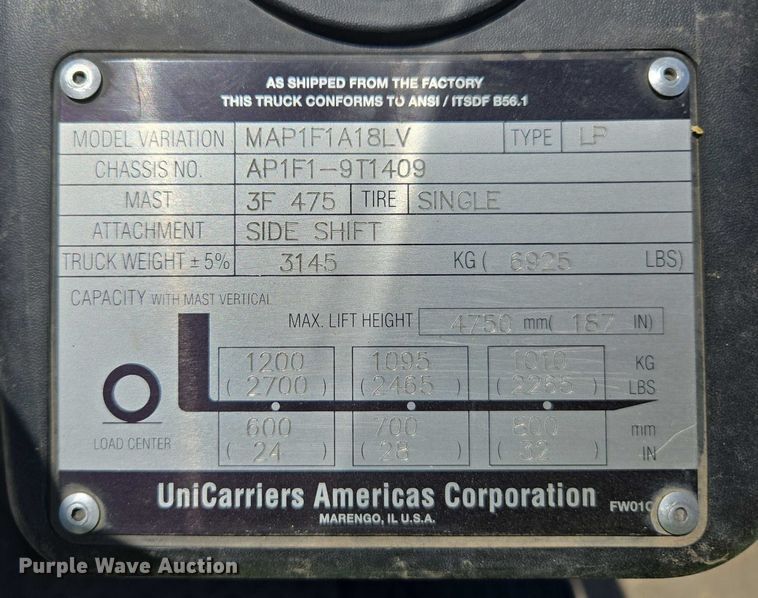 AS SHIPPED FROM THE FACTORY
THIS TRUCK CONFORMS TO ANSI / ITSDF B56.1
MODEL VARIATION MAP1F1A18LV TYPE LP
CHASSIS NO. AP1F1-9T1409
MAST 3F 475 TIRE SINGLE
ATTACHMENT SIDE SHIFT
TRUCK WEIGHT ± 5% 3145 KG ( 6925 LBS)
CAPACITY WITH MAST VERTICAL
MAX. LIFT HEIGHT 4750 mm( 187 IN)
1200 1095 1010 KG
( 2700 ) ( 2465 ) ( 2265 ) LBS
600 700 800 mm
( 24 ) ( 28 ) ( 32 ) IN
LOAD CENTER
UniCarriers Americas Corporation
MARENGO, IL U.S.A.
Purple Wave Auction